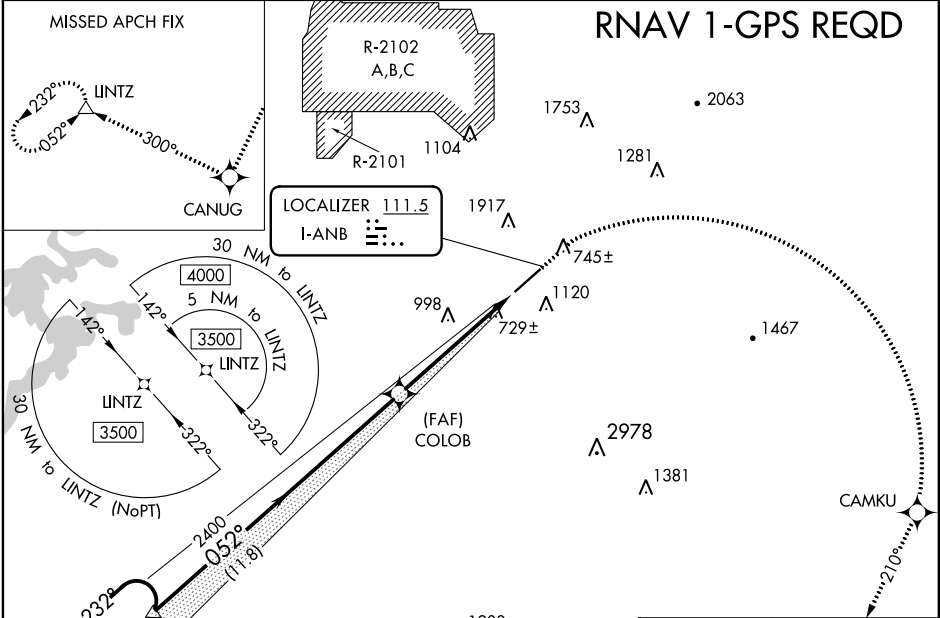 MISSED APCH FIX
RNAV 1-GPS REQD
R-2102
A,B,C
R-2101
1104
1753
2063
1281
232°
052°
LINTZ
300°
CANUG
LOCALIZER 111.5
I-ANB
1917
745±
30 NM to LINTZ
4000
142°
5 NM to LINTZ
3500
LINTZ
322°
142°
LINTZ
3500
322°
30 NM to LINTZ (NoPT)
998
1120
729±
1467
(FAF)
COLOB
2978
1381
CAMKU
210°
2400
052°
(11.8)
232°